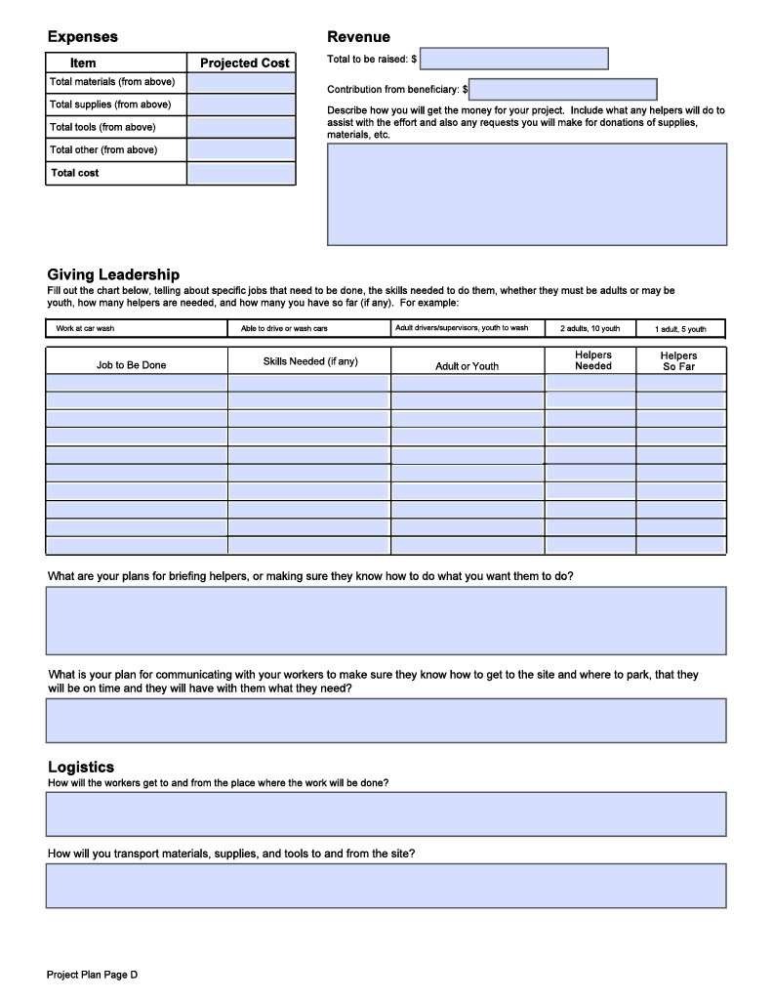 Expenses
Item Projected Cost
Total materials (from above)
Total supplies (from above)
Total tools (from above)
Total other (from above)
Total cost
Revenue
Total to be raised: $
Contribution from beneficiary: $
Describe how you will get the money for your project. Include what any helpers will do to
assist with the effort and also any requests you will make for donations of supplies,
materials, etc.
Giving Leadership
Fill out the chart below, telling about specific jobs that need to be done, the skills needed to do them, whether they must be adults or may be
youth, how many helpers are needed, and how many you have so far (if any). For example:
Work at car wash Able to drive or wash cars Adult drivers/supervisors, youth to wash 2 adults, 10 youth 1 adult, 5 youth
Job to Be Done Skills Needed (if any) Adult or Youth Helpers Needed Helpers So Far
What are your plans for briefing helpers, or making sure they know how to do what you want them to do?
What is your plan for communicating with your workers to make sure they know how to get to the site and where to park, that they
will be on time and they will have with them what they need?
Logistics
How will the workers get to and from the place where the work will be done?
How will you transport materials, supplies, and tools to and from the site?
Project Plan Page D